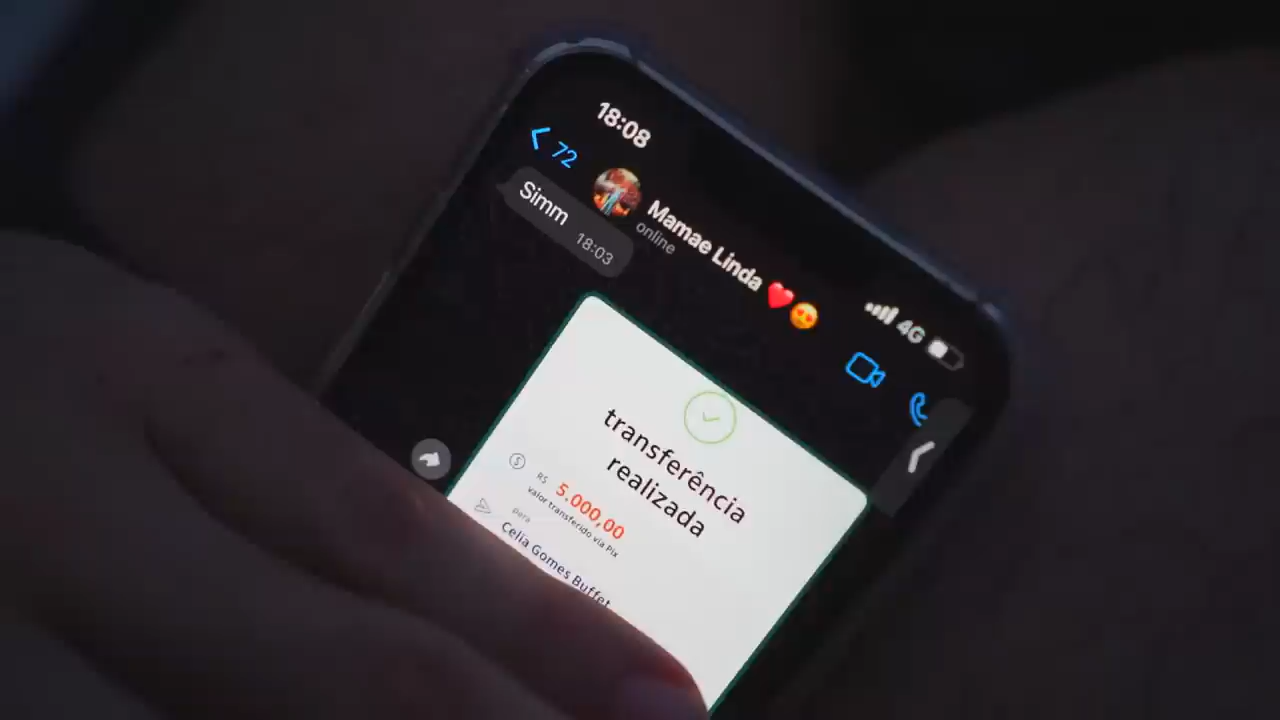 18:08
72
Mamae Linda ❤️😍
online
4G
Simm
18:03
transferência
realizada
R$ 5.000,00
valor transferido via Pix
para
Celia Gomes Buffet